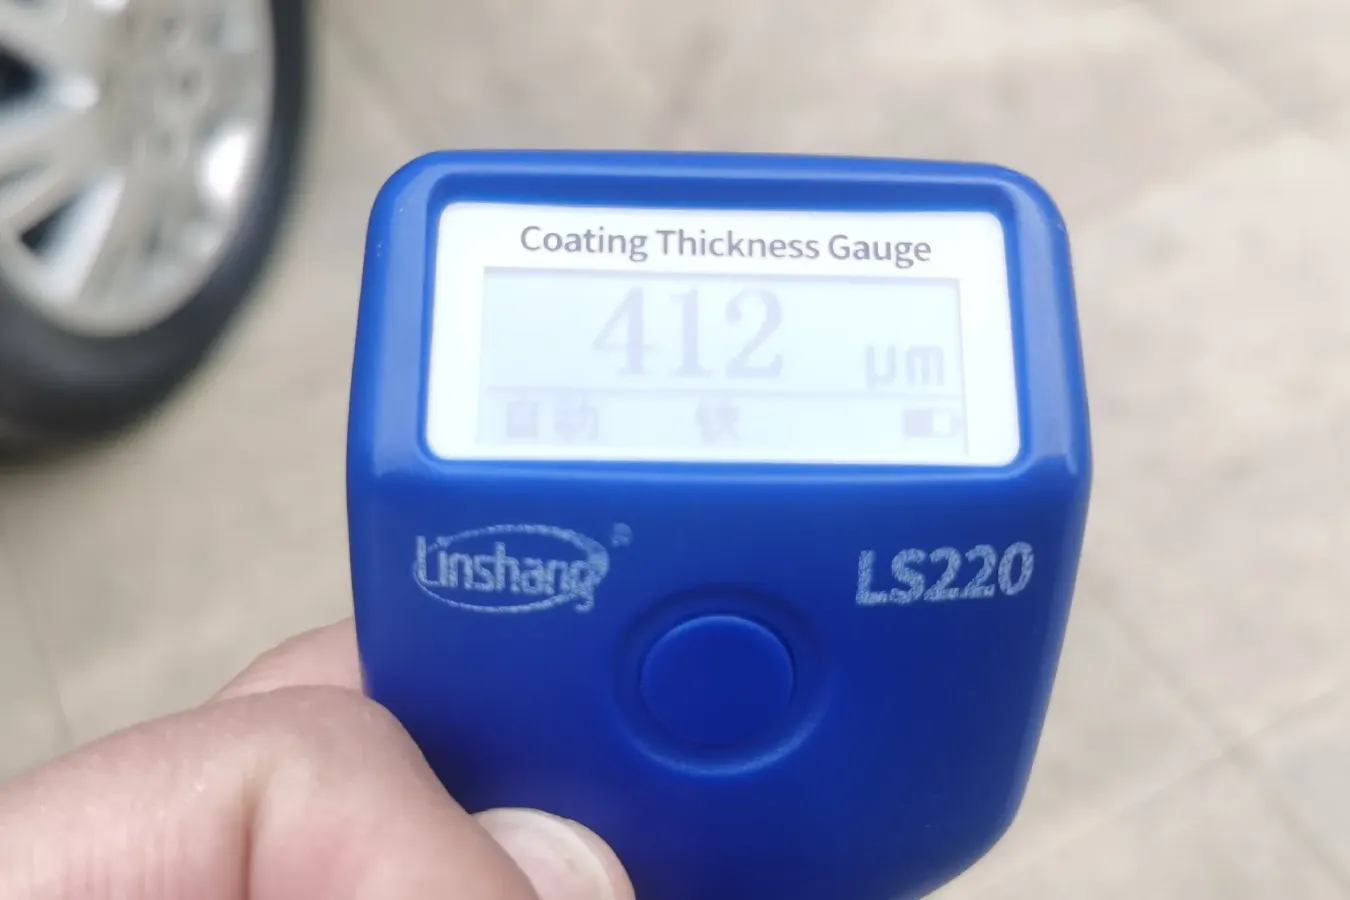 Coating Thickness Gauge
412 μm
自动 铁
Linshang®
LS220